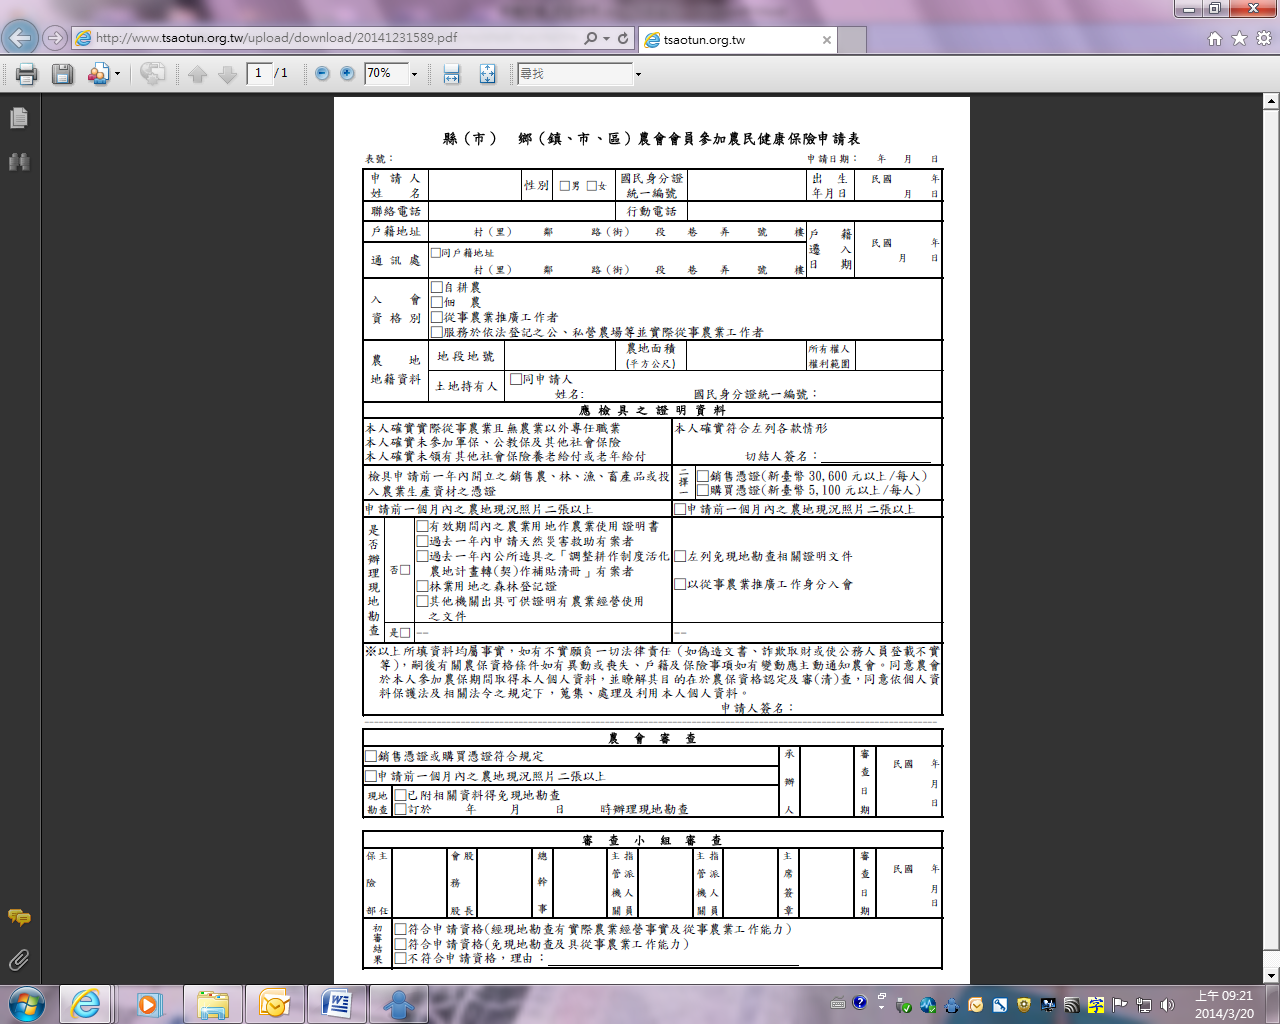 http://www.tsaotun.org.tw/upload/download/20141231589.pdf
tsaotun.org.tw
1 / 1
70%
尋找
縣（市）　鄉（鎮、市、區）農會會員參加農民健康保險申請表
表號：
申請日期：　年　月　日
申請人姓名　性別　□男 □女　國民身分證統一編號　出生年月日　民國　年　月　日
聯絡電話　行動電話
戶籍地址　村（里）　鄰　路（街）　段　巷　弄　號　樓　戶籍遷入日期　民國　年　月　日
通訊處　□同戶籍地址
村（里）　鄰　路（街）　段　巷　弄　號　樓
入會資格別
□自耕農
□佃　農
□從事農業推廣工作者
□服務於依法登記之公、私營農場等並實際從事農業工作者
農地地籍資料　地段地號　農地面積(平方公尺)　所有權人權利範圍
土地持有人　□同申請人
姓名:　國民身分證統一編號：
應檢具之證明資料
本人確實實際從事農業且無農業以外專任職業
本人確實未參加軍保、公教保及其他社會保險
本人確實未領有其他社會保險養老給付或老年給付
本人確實符合左列各款情形
切結人簽名：
檢具申請前一年內開立之銷售農、林、漁、畜產品或投
入農業生產資材之憑證
二擇一
□銷售憑證(新臺幣 30,600 元以上/每人)
□購買憑證(新臺幣 5,100 元以上/每人)
申請前一個月內之農地現況照片二張以上　□申請前一個月內之農地現況照片二張以上
是否辦理現地勘查
否□
□有效期間內之農業用地作農業使用證明書
□過去一年內申請天然災害救助有案者
□過去一年內公所造具之「調整耕作制度活化
農地計畫轉(契)作補貼清冊」有案者
□林業用地之森林登記證
□其他機關出具可供證明有農業經營使用
之文件
□左列免現地勘查相關證明文件
□以從事農業推廣工作身分入會
是□　--　--
※以上所填資料均屬事實，如有不實願負一切法律責任（如偽造文書、詐欺取財或使公務人員登載不實
等），嗣後有關農保資格條件如有異動或喪失、戶籍及保險事項如有變動應主動通知農會。同意農會
於本人參加農保期間取得本人個人資料，並瞭解其目的在於農保資格認定及審(清)查，同意依個人資
料保護法及相關法令之規定下，蒐集、處理及利用本人個人資料。
申請人簽名：
農會審查
□銷售憑證或購買憑證符合規定
□申請前一個月內之農地現況照片二張以上
現地勘查
□已附相關資料得免現地勘查
□訂於　年　月　日　時辦理現地勘查
承辦人　審查日期　民國　年　月　日
審查小組審查
保險部主任　會務股股長　總幹事　主管機關指派人員　主管機關指派人員　主席簽章　審查日期　民國　年　月　日
初審結果
□符合申請資格(經現地勘查有實際農業經營事實及從事農業工作能力)
□符合申請資格(免現地勘查及具從事農業工作能力)
□不符合申請資格，理由：
上午 09:21
2014/3/20